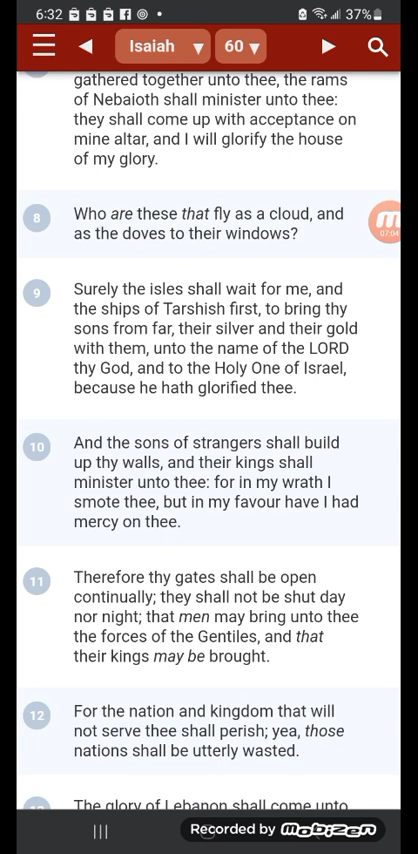 6:32
37%
Isaiah ▼ 60 ▼
gathered together unto thee, the rams
of Nebaioth shall minister unto thee:
they shall come up with acceptance on
mine altar, and I will glorify the house
of my glory.
8
Who are these that fly as a cloud, and
as the doves to their windows?
07:04
9
Surely the isles shall wait for me, and
the ships of Tarshish first, to bring thy
sons from far, their silver and their gold
with them, unto the name of the LORD
thy God, and to the Holy One of Israel,
because he hath glorified thee.
10
And the sons of strangers shall build
up thy walls, and their kings shall
minister unto thee: for in my wrath I
smote thee, but in my favour have I had
mercy on thee.
11
Therefore thy gates shall be open
continually; they shall not be shut day
nor night; that men may bring unto thee
the forces of the Gentiles, and that
their kings may be brought.
12
For the nation and kingdom that will
not serve thee shall perish; yea, those
nations shall be utterly wasted.
The glory of Lebanon shall come unto
Recorded by mobizen